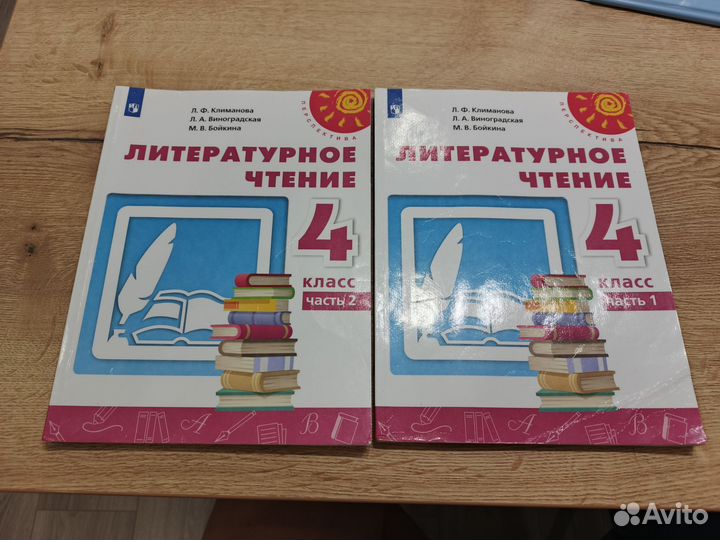 Л. Ф. Климанова
Л. А. Виноградская
М. В. Бойкина
ПЕРСПЕКТИВА
ЛИТЕРАТУРНОЕ
ЧТЕНИЕ
4
класс
часть 2
А
В
Л. Ф. Климанова
Л. А. Виноградская
М. В. Бойкина
ПЕРСПЕКТИВА
ЛИТЕРАТУРНОЕ
ЧТЕНИЕ
4
класс
часть 1
А
В
Avito